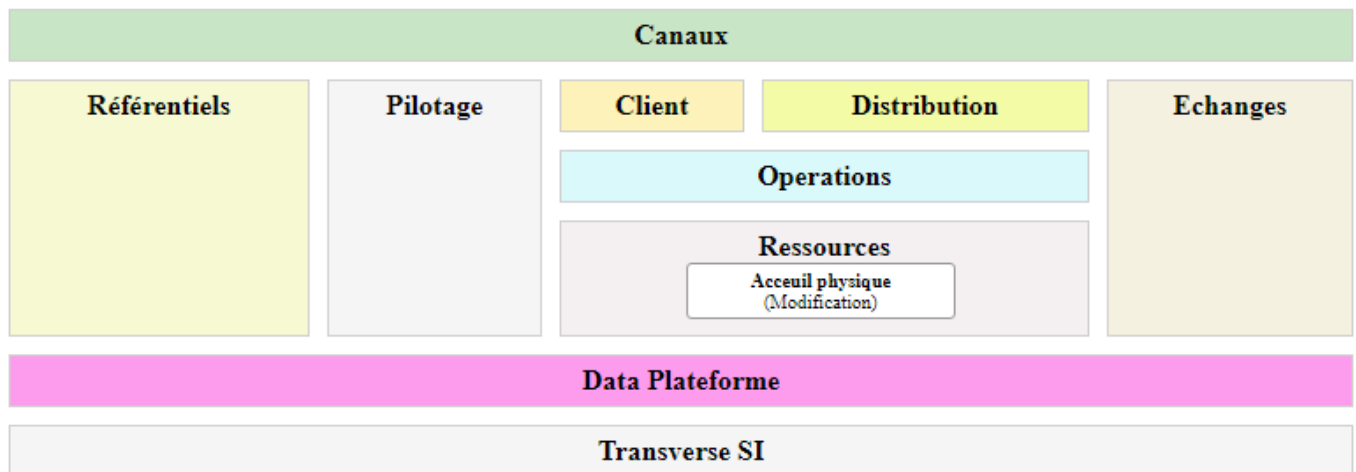 Canaux
Référentiels
Pilotage
Client
Distribution
Echanges
Operations
Ressources
Acceuil physique
(Modification)
Data Plateforme
Transverse SI